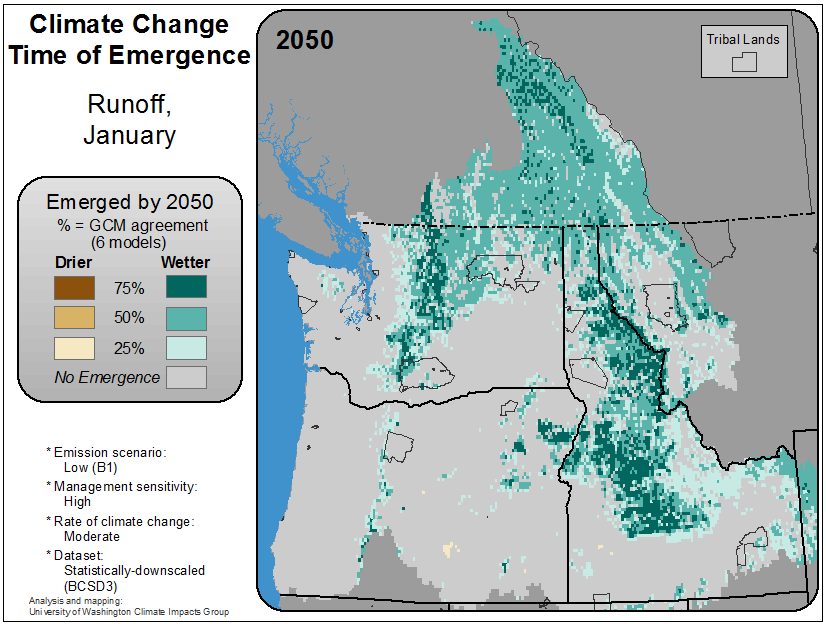 Climate Change
Time of Emergence
Runoff,
January
Emerged by 2050
% = GCM agreement
(6 models)
Drier Wetter
75%
50%
25%
No Emergence
* Emission scenario:
Low (B1)
* Management sensitivity:
High
* Rate of climate change:
Moderate
* Dataset:
Statistically-downscaled
(BCSD3)
Analysis and mapping:
University of Washington Climate Impacts Group
2050
Tribal Lands